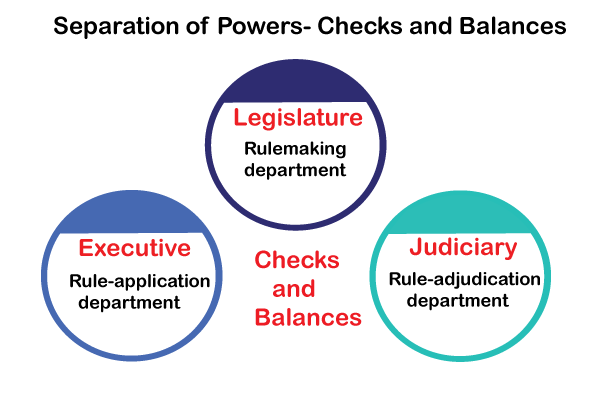 Separation of Powers- Checks and Balances
Legislature
Rulemaking
department
Executive
Rule-application
department
Checks
and
Balances
Judiciary
Rule-adjudication
department